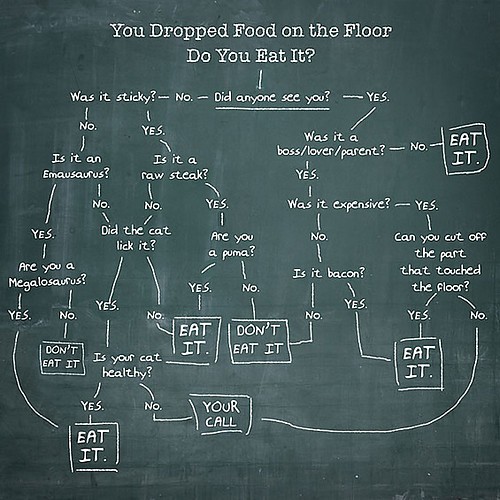 You Dropped Food on the Floor
Do You Eat It?
Was it sticky?
No.
Did anyone see you?
YES.
No.
YES.
Was it a
boss/lover/parent?
No.
EAT
IT.
Is it an
Emausaurus?
Is it a
raw steak?
YES.
No.
No.
YES.
Was it expensive?
YES.
YES.
Did the cat
lick it?
Are you
a puma?
No.
Can you cut off
the part
that touched
the floor?
Are you a
Megalosaurus?
Is it bacon?
YES.
No.
YES.
No.
YES.
No.
No.
YES.
YES.
No.
DON'T
EAT IT
EAT
IT.
DON'T
EAT IT
EAT
IT.
Is your cat
healthy?
YES.
No.
YOUR
CALL
EAT
IT.